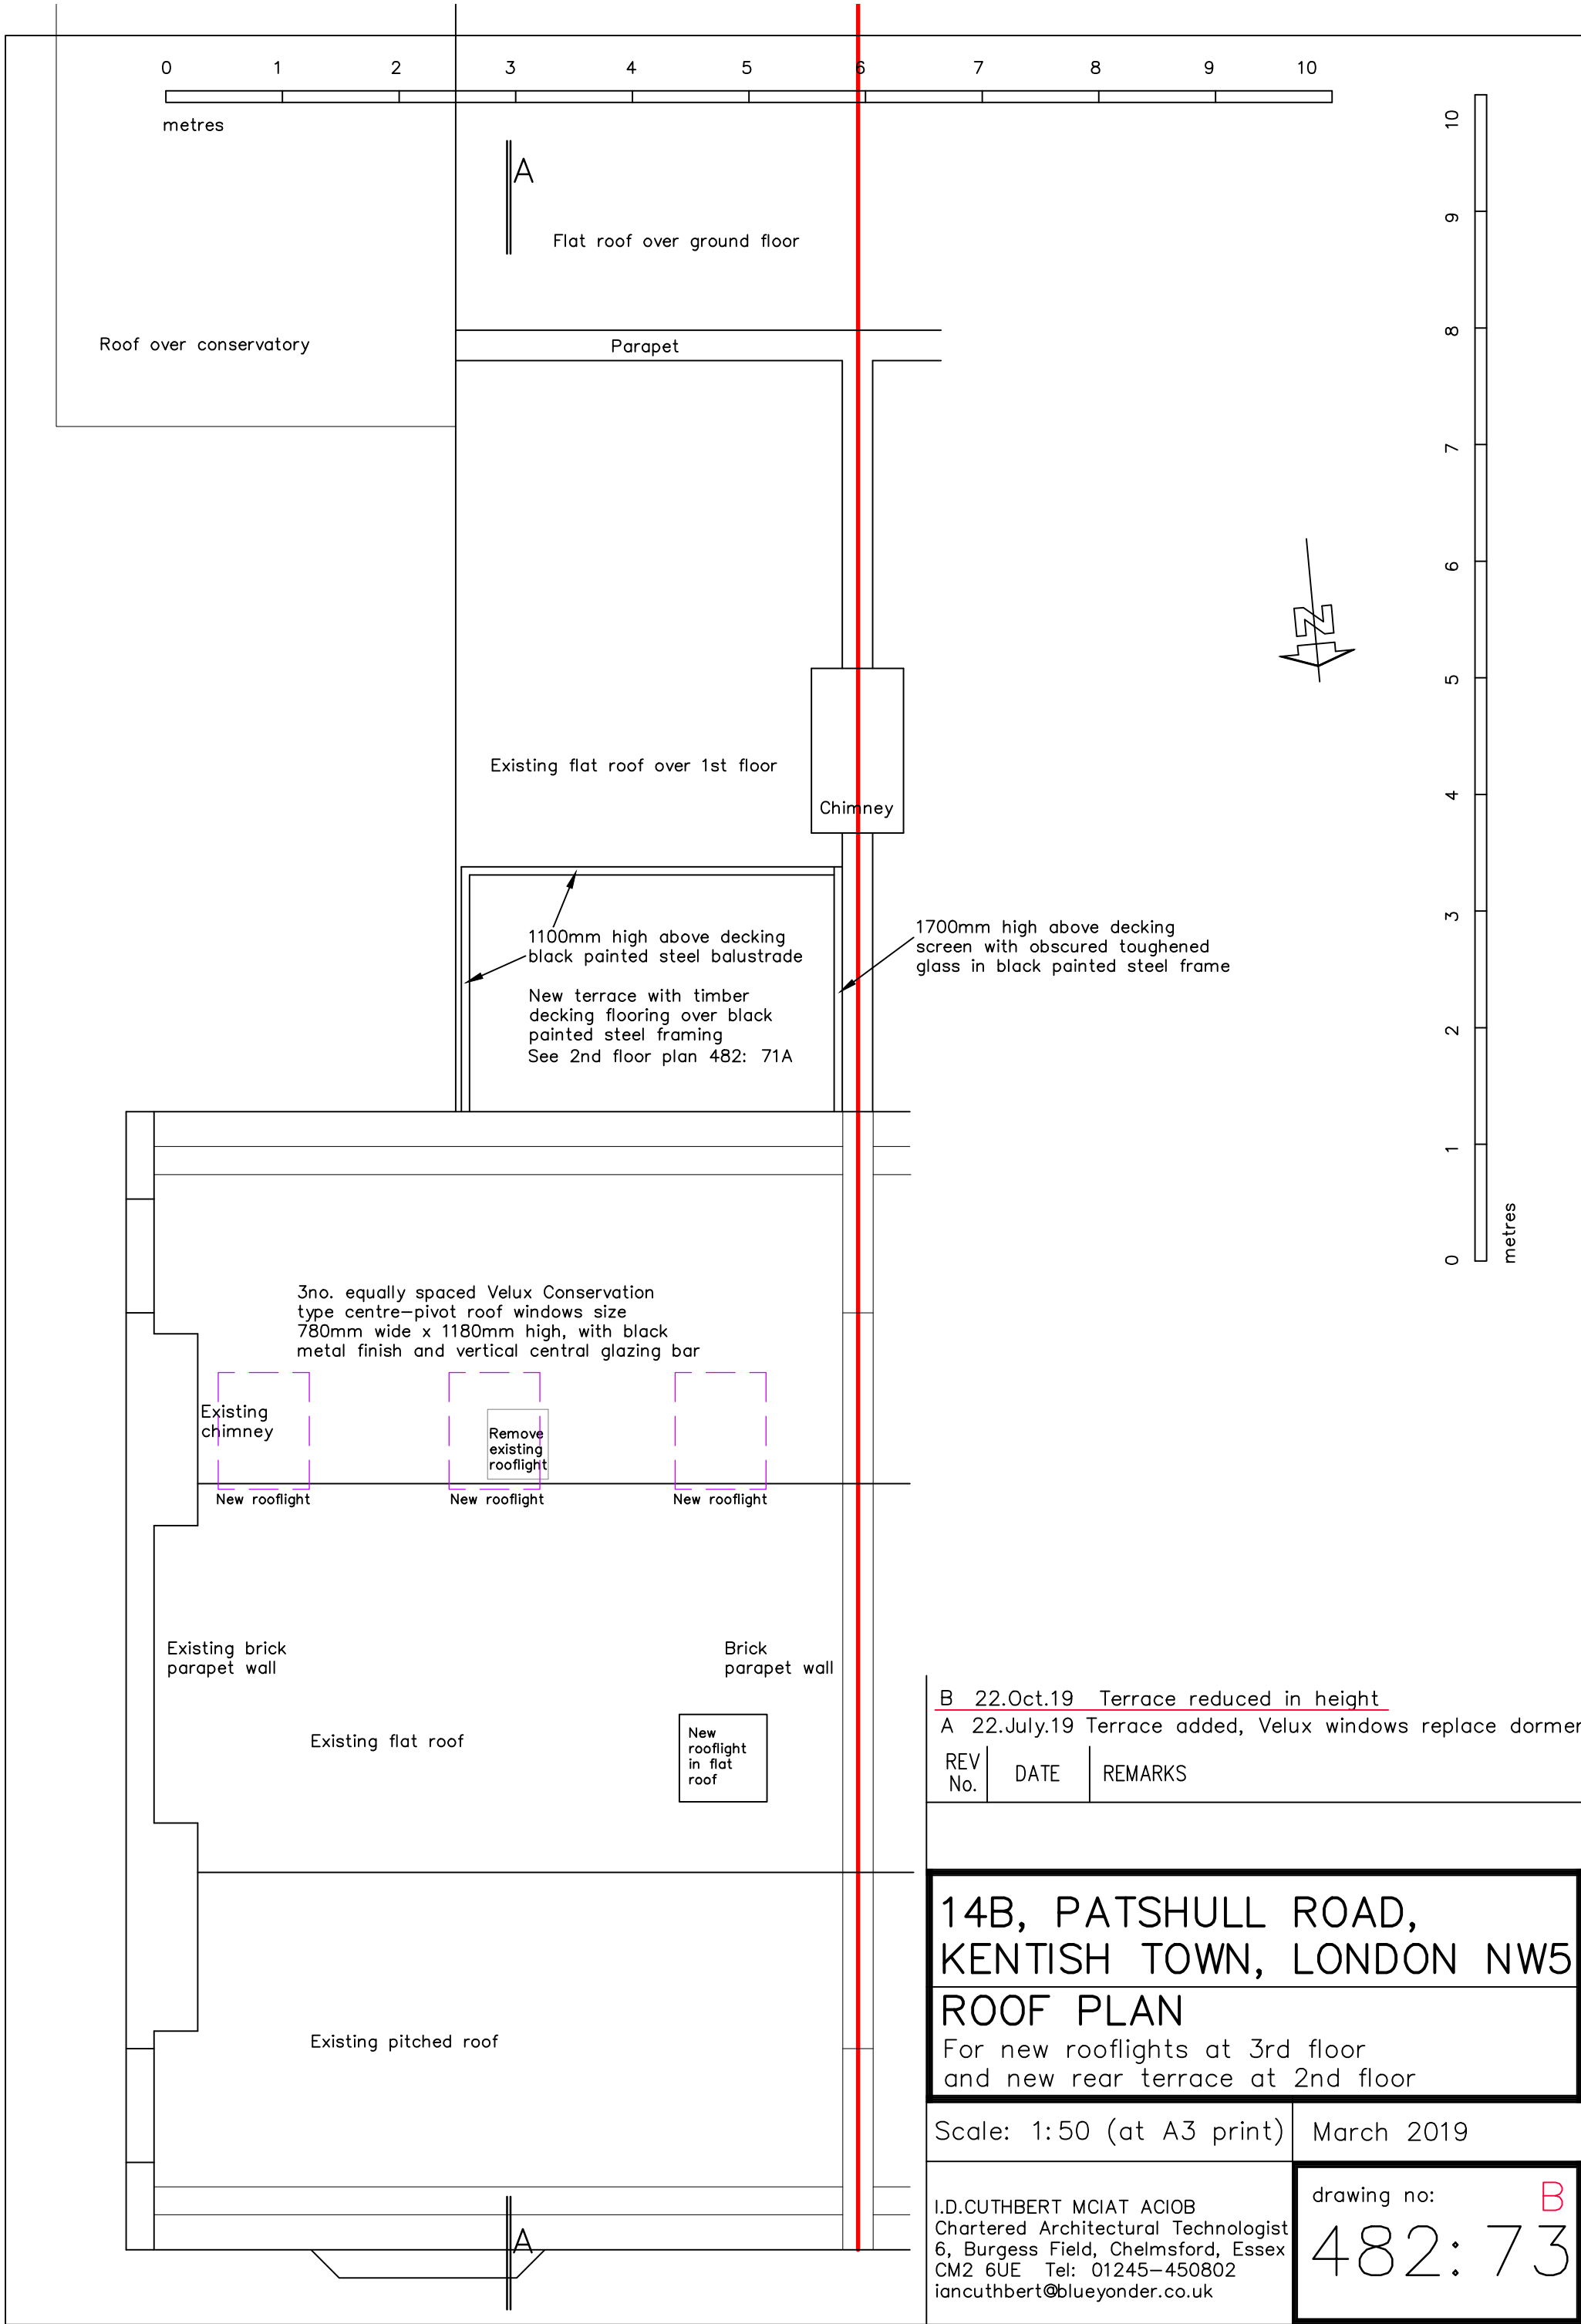 0 1 2 3 4 5 6 7 8 9 10
metres
A
Flat roof over ground floor
Roof over conservatory
Parapet
10
9
8
7
6
5
4
3
2
1
0
metres
N
Existing flat roof over 1st floor
Chimney
1100mm high above decking
black painted steel balustrade
1700mm high above decking
screen with obscured toughened
glass in black painted steel frame
New terrace with timber
decking flooring over black
painted steel framing
See 2nd floor plan 482: 71A
3no. equally spaced Velux Conservation
type centre-pivot roof windows size
780mm wide x 1180mm high, with black
metal finish and vertical central glazing bar
Existing
chimney
Remove
existing
rooflight
New rooflight
New rooflight
New rooflight
Existing brick
parapet wall
Brick
parapet wall
Existing flat roof
New
rooflight
in flat
roof
Existing pitched roof
A
B 22.Oct.19 Terrace reduced in height
A 22.July.19 Terrace added, Velux windows replace dormer
REV No. DATE REMARKS
14B, PATSHULL ROAD,
KENTISH TOWN, LONDON NW5
ROOF PLAN
For new rooflights at 3rd floor
and new rear terrace at 2nd floor
Scale: 1:50 (at A3 print) March 2019
I.D.CUTHBERT MCIAT ACIOB
Chartered Architectural Technologist
6, Burgess Field, Chelmsford, Essex
CM2 6UE Tel: 01245-450802
iancuthbert@blueyonder.co.uk
drawing no: B
482:73